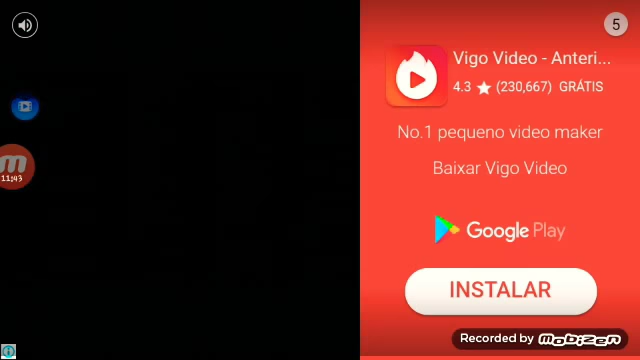 5
Vigo Video - Anteri...
4.3 ★ (230,667) GRÁTIS
No.1 pequeno video maker
Baixar Vigo Video
Google Play
INSTALAR
11:43
Recorded by MOBIZEN